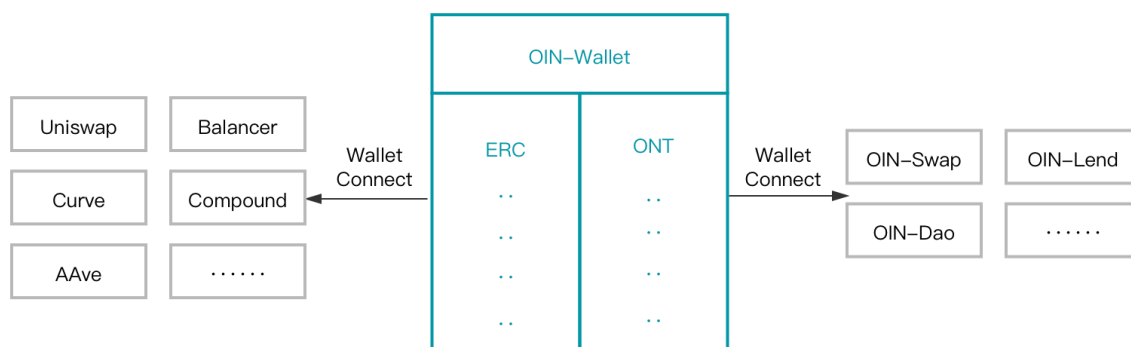 OIN-Wallet
Uniswap
Balancer
Curve
Compound
AAve
······
Wallet
Connect
ERC
··
··
··
··
ONT
··
··
··
··
Wallet
Connect
OIN-Swap
OIN-Lend
OIN-Dao
······